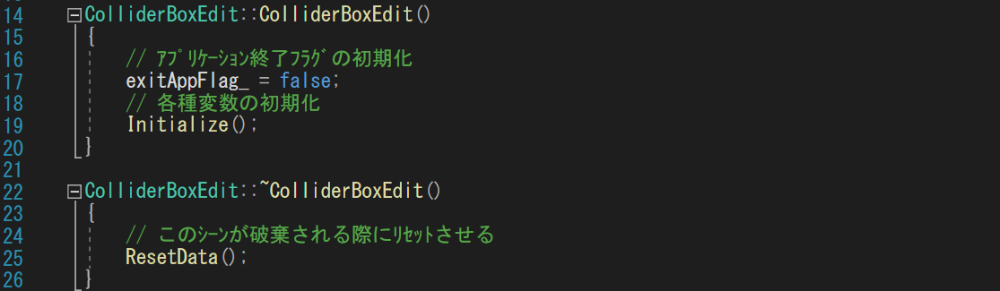 14 ColliderBoxEdit::ColliderBoxEdit()
15 {
16 // ｱﾌﾟﾘｹｰｼｮﾝ終了ﾌﾗｸﾞの初期化
17 exitAppFlag_ = false;
18 // 各種変数の初期化
19 Initialize();
20 }
21
22 ColliderBoxEdit::~ColliderBoxEdit()
23 {
24 // このｼｰﾝが破棄される際にﾘｾｯﾄさせる
25 ResetData();
26 }